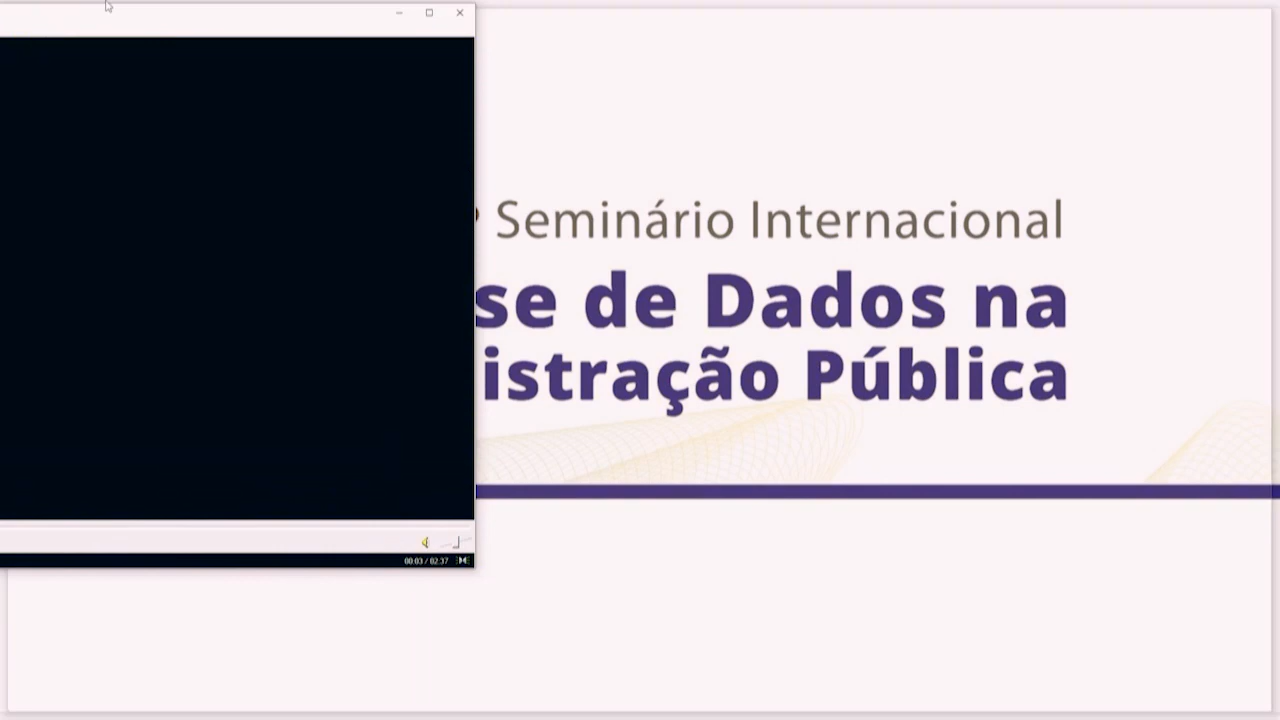 Seminário Internacional
se de Dados na
istração Pública
00:03 / 02:37